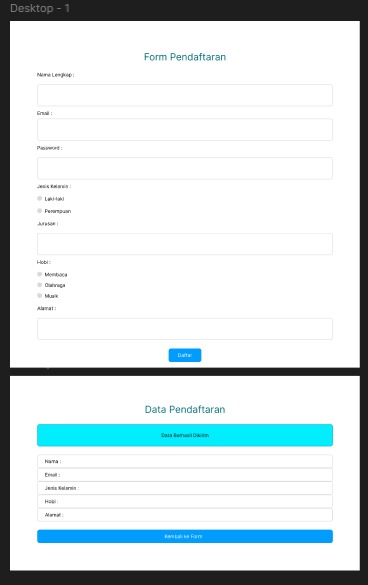 Desktop - 1
Form Pendaftaran
Nama Lengkap :
Email :
Password :
Jenis Kelamin :
Laki-laki
Perempuan
Jurusan :
Hobi :
Membaca
Olahraga
Musik
Alamat :
Daftar
Data Pendaftaran
Data Berhasil Dikirim
Nama :
Email :
Jenis Kelamin :
Hobi :
Alamat :
Kembali ke Form